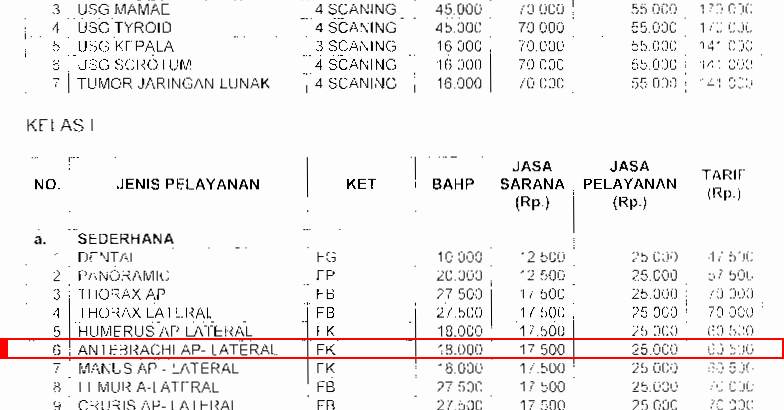 3 USG MAMAE 4 SCANING 45.000 70.000 55.000 170.000
4 USG TYROID 4 SCANING 45.000 70.000 55.000 170.000
5 USG KEPALA 3 SCANING 16.000 70.000 55.000 141.000
6 USG SCROTUM 4 SCANING 16.000 70.000 55.000 141.000
7 TUMOR JARINGAN LUNAK 4 SCANING 16.000 70.000 55.000 141.000
KELAS I
NO. JENIS PELAYANAN KET BAHP JASA SARANA (Rp.) JASA PELAYANAN (Rp.) TARIF (Rp.)
a. SEDERHANA
1 DENTAL FG 10.000 12.500 25.000 47.500
2 PANORAMIC FP 20.000 12.500 25.000 57.500
3 THORAX AP FB 27.500 17.500 25.000 70.000
4 THORAX LATERAL FB 27.500 17.500 25.000 70.000
5 HUMERUS AP LATERAL FK 18.000 17.500 25.000 60.500
6 ANTEBRACHI AP- LATERAL FK 18.000 17.500 25.000 60.500
7 MANUS AP - LATERAL FK 18.000 17.500 25.000 60.500
8 FEMUR A-LATERAL FB 27.500 17.500 25.000 70.000
9 CRURIS AP- LATERAL FB 27.500 17.500 25.000